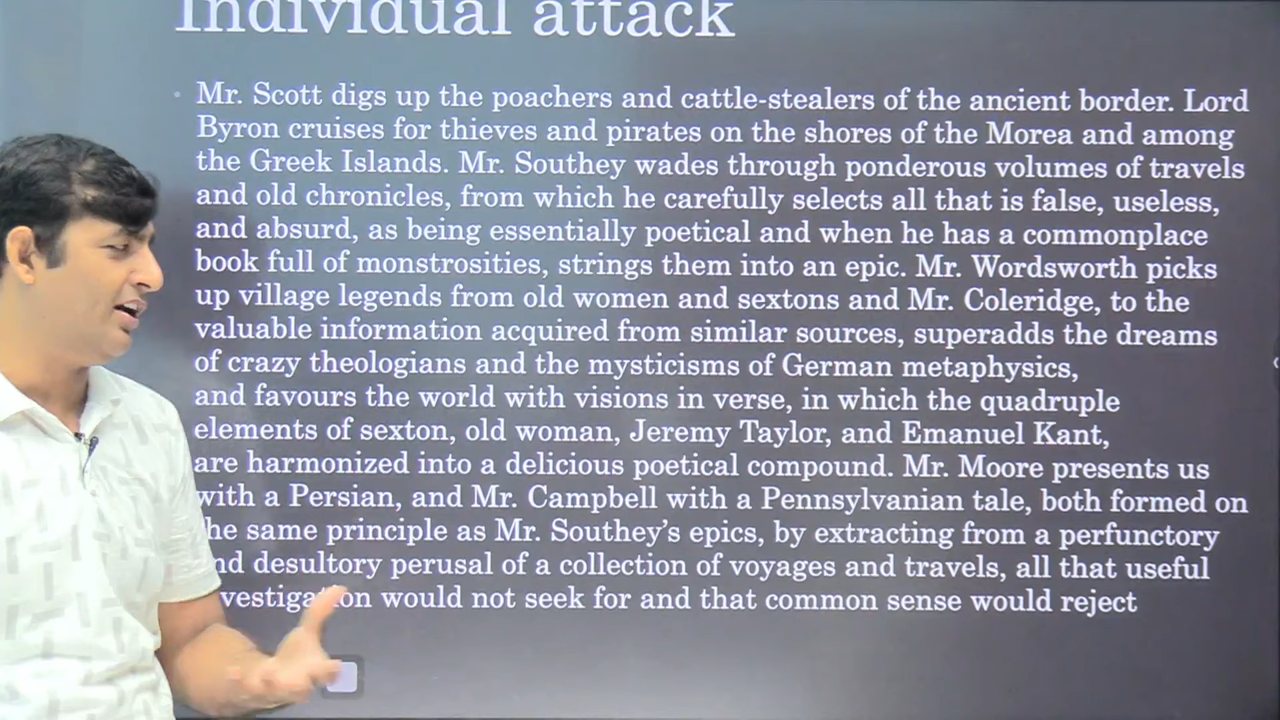 Individual attack
Mr. Scott digs up the poachers and cattle-stealers of the ancient border. Lord
Byron cruises for thieves and pirates on the shores of the Morea and among
the Greek Islands. Mr. Southey wades through ponderous volumes of travels
and old chronicles, from which he carefully selects all that is false, useless,
and absurd, as being essentially poetical and when he has a commonplace
book full of monstrosities, strings them into an epic. Mr. Wordsworth picks
up village legends from old women and sextons and Mr. Coleridge, to the
valuable information acquired from similar sources, superadds the dreams
of crazy theologians and the mysticisms of German metaphysics,
and favours the world with visions in verse, in which the quadruple
elements of sexton, old woman, Jeremy Taylor, and Emanuel Kant,
are harmonized into a delicious poetical compound. Mr. Moore presents us
with a Persian, and Mr. Campbell with a Pennsylvanian tale, both formed on
the same principle as Mr. Southey's epics, by extracting from a perfunctory
and desultory perusal of a collection of voyages and travels, all that useful
investigation would not seek for and that common sense would reject